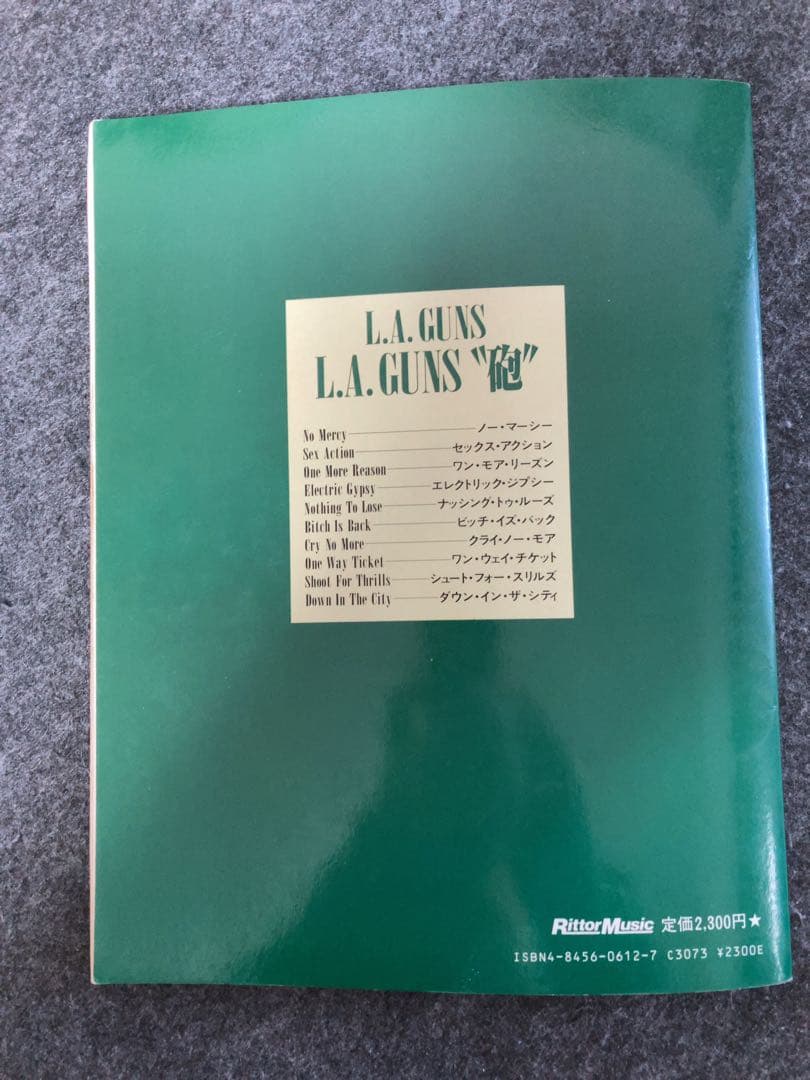 L.A. GUNS
L.A. GUNS〝砲〟
No Mercy ノー・マーシー
Sex Action セックス・アクション
One More Reason ワン・モア・リーズン
Electric Gypsy エレクトリック・ジプシー
Nothing To Lose ナッシング・トゥ・ルーズ
Bitch Is Back ビッチ・イズ・バック
Cry No More クライ・ノー・モア
One Way Ticket ワン・ウェイ・チケット
Shoot For Thrills シュート・フォー・スリルズ
Down In The City ダウン・イン・ザ・シティ
RittorMusic 定価2,300円★
ISBN4-8456-0612-7 C3073 ¥2300E